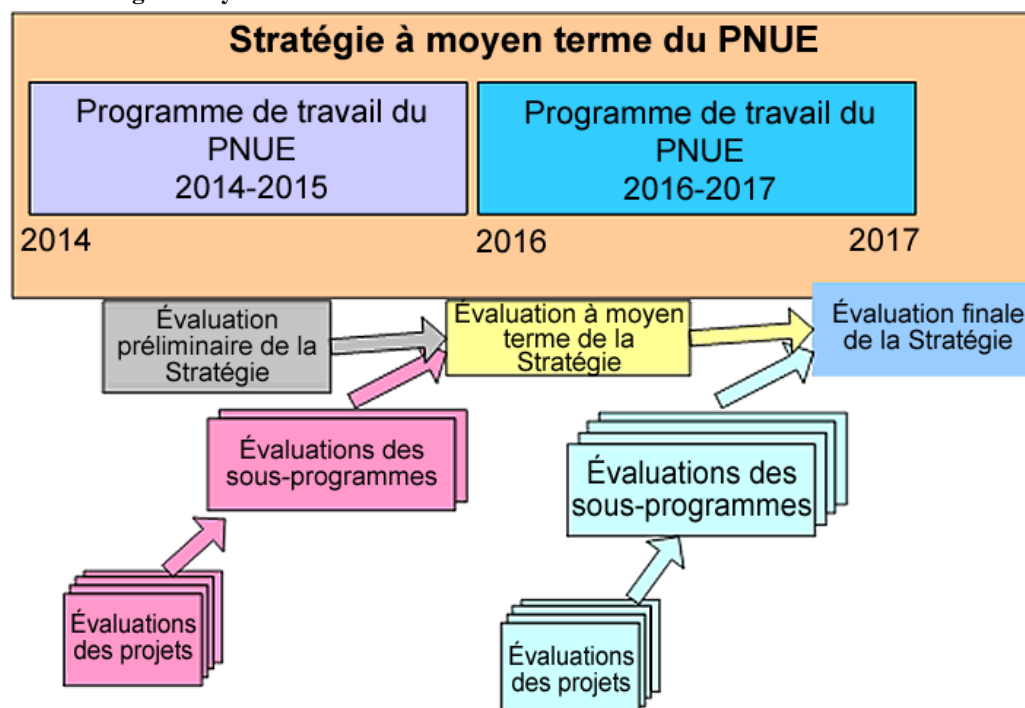 Stratégie à moyen terme du PNUE
Programme de travail du
PNUE
2014-2015
Programme de travail du
PNUE
2016-2017
2014
2016
2017
Évaluation
préliminaire de la
Stratégie
Évaluation à moyen
terme de la
Stratégie
Évaluation finale
de la Stratégie
Évaluations des
sous-programmes
Évaluations des
sous-programmes
Évaluations
des projets
Évaluations
des projets